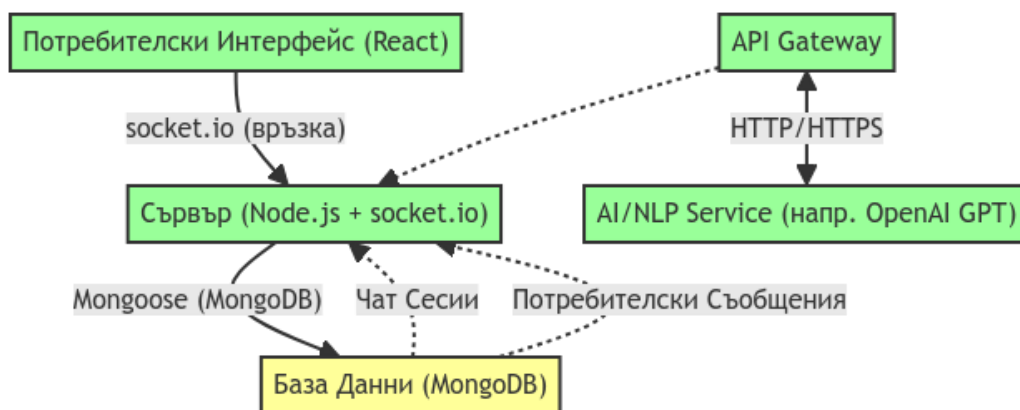 Потребителски Интерфейс (React)
API Gateway
socket.io (връзка)
HTTP/HTTPS
Сървър (Node.js + socket.io)
AI/NLP Service (напр. OpenAI GPT)
Mongoose (MongoDB)
Чат Сесии
Потребителски Съобщения
База Данни (MongoDB)